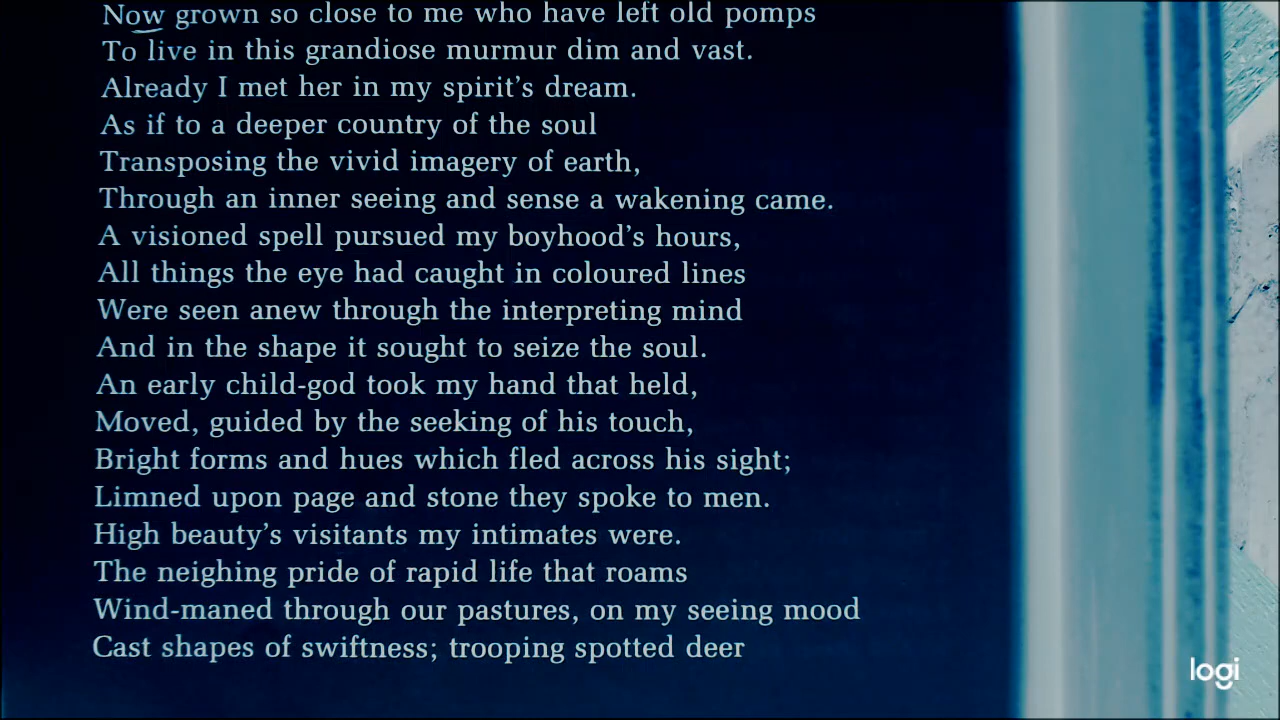 Now grown so close to me who have left old pomps
To live in this grandiose murmur dim and vast.
Already I met her in my spirit's dream.
As if to a deeper country of the soul
Transposing the vivid imagery of earth,
Through an inner seeing and sense a wakening came.
A visioned spell pursued my boyhood's hours,
All things the eye had caught in coloured lines
Were seen anew through the interpreting mind
And in the shape it sought to seize the soul.
An early child-god took my hand that held,
Moved, guided by the seeking of his touch,
Bright forms and hues which fled across his sight;
Limned upon page and stone they spoke to men.
High beauty's visitants my intimates were.
The neighing pride of rapid life that roams
Wind-maned through our pastures, on my seeing mood
Cast shapes of swiftness; trooping spotted deer
logi